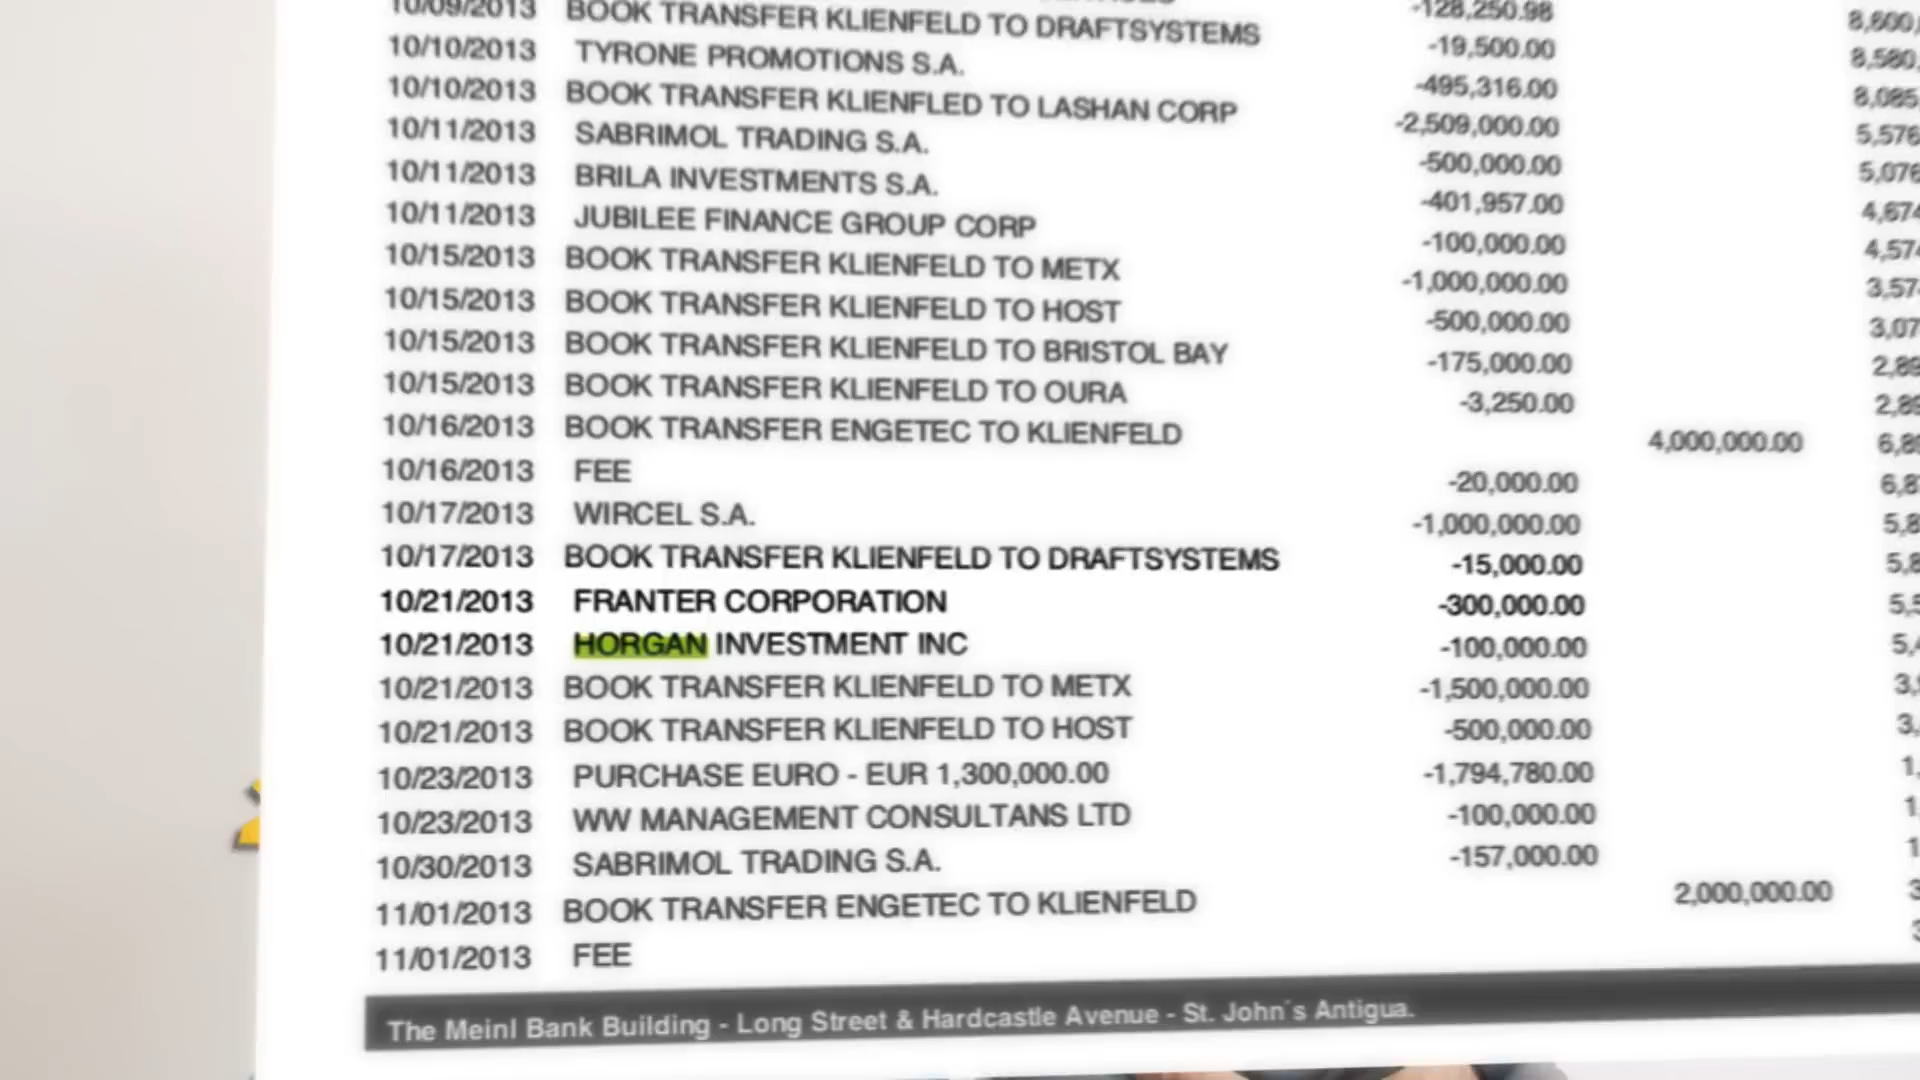 10/09/2013 BOOK TRANSFER KLIENFELD TO DRAFTSYSTEMS -128,250.98
10/10/2013 TYRONE PROMOTIONS S.A. -19,500.00
10/10/2013 BOOK TRANSFER KLIENFLED TO LASHAN CORP -495,316.00
10/11/2013 SABRIMOL TRADING S.A. -2,509,000.00
10/11/2013 BRILA INVESTMENTS S.A. -500,000.00
10/11/2013 JUBILEE FINANCE GROUP CORP -401,957.00
10/15/2013 BOOK TRANSFER KLIENFELD TO METX -100,000.00
10/15/2013 BOOK TRANSFER KLIENFELD TO HOST -1,000,000.00
10/15/2013 BOOK TRANSFER KLIENFELD TO BRISTOL BAY -500,000.00
10/15/2013 BOOK TRANSFER KLIENFELD TO OURA -175,000.00
-3,250.00
10/16/2013 BOOK TRANSFER ENGETEC TO KLIENFELD 4,000,000.00
10/16/2013 FEE -20,000.00
10/17/2013 WIRCEL S.A. -1,000,000.00
10/17/2013 BOOK TRANSFER KLIENFELD TO DRAFTSYSTEMS -15,000.00
10/21/2013 FRANTER CORPORATION -300,000.00
10/21/2013 HORGAN INVESTMENT INC -100,000.00
10/21/2013 BOOK TRANSFER KLIENFELD TO METX -1,500,000.00
10/21/2013 BOOK TRANSFER KLIENFELD TO HOST -500,000.00
10/23/2013 PURCHASE EURO - EUR 1,300,000.00 -1,794,780.00
10/23/2013 WW MANAGEMENT CONSULTANS LTD -100,000.00
10/30/2013 SABRIMOL TRADING S.A. -157,000.00
11/01/2013 BOOK TRANSFER ENGETEC TO KLIENFELD 2,000,000.00
11/01/2013 FEE
The Meinl Bank Building - Long Street & Hardcastle Avenue - St. John´s Antigua.